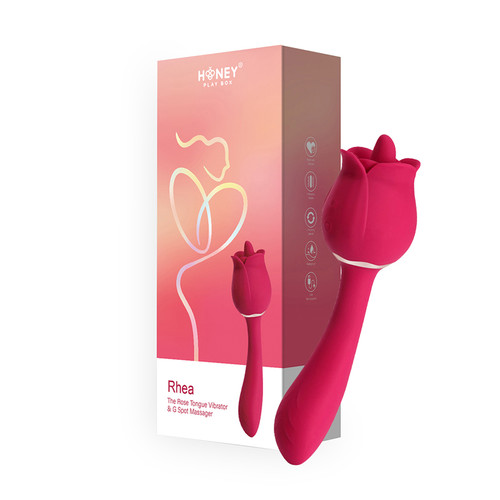 HONEY®
PLAY BOX
Rhea
The Rose Tongue Vibrator
& G Spot Massager